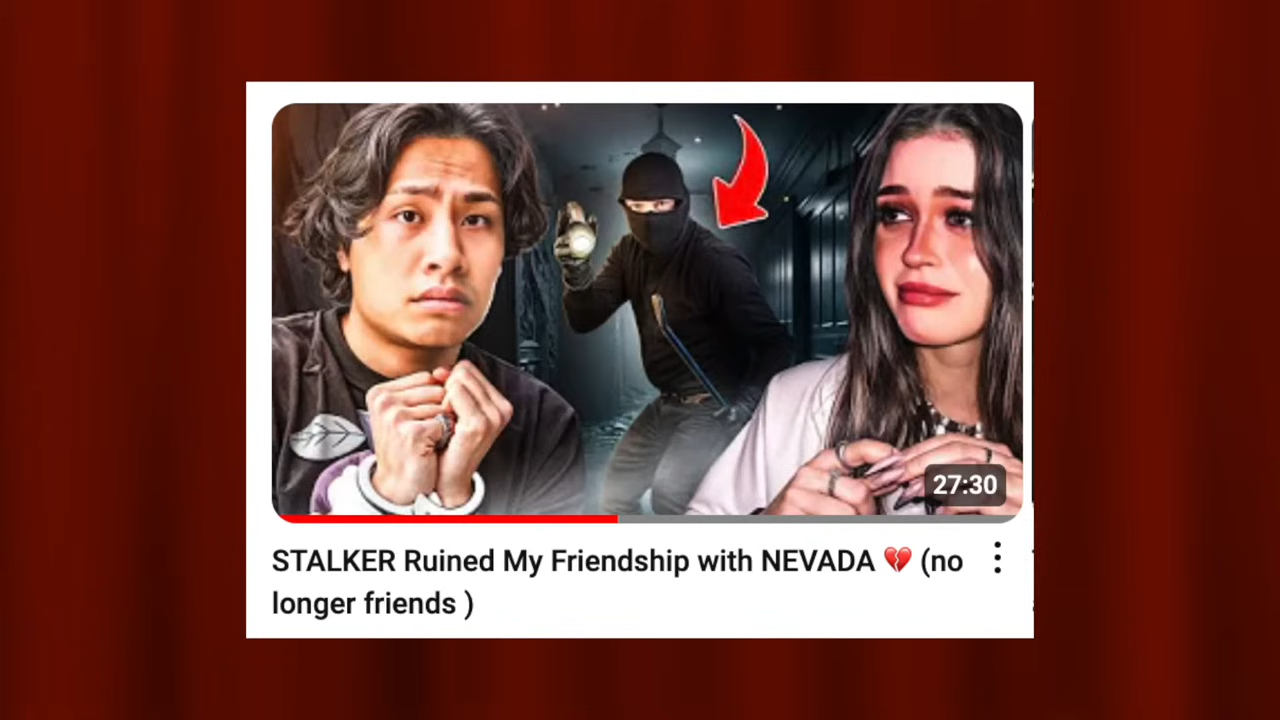 27:30
STALKER Ruined My Friendship with NEVADA 💔 (no
longer friends )